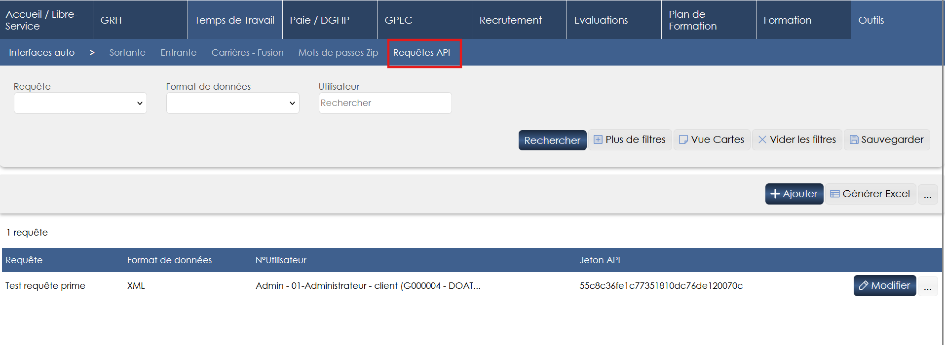 Accueil / Libre Service
GRH
Temps de Travail
Paie / DGFIP
GPEC
Recrutement
Evaluations
Plan de Formation
Formation
Outils
Interfaces auto > Sortante Entrante Carrières - Fusion Mots de passes Zip Requêtes API
Requête Format de données Utilisateur
Rechercher
Rechercher Plus de filtres Vue Cartes Vider les filtres Sauvegarder
+ Ajouter Générer Excel ...
1 requête
Requête Format de données N°Utilisateur Jeton API
Test requête prime XML Admin - 01-Administrateur - client (G000004 - DOAT... 55c8c36fe1c77351810dc76de120070c Modifier ...